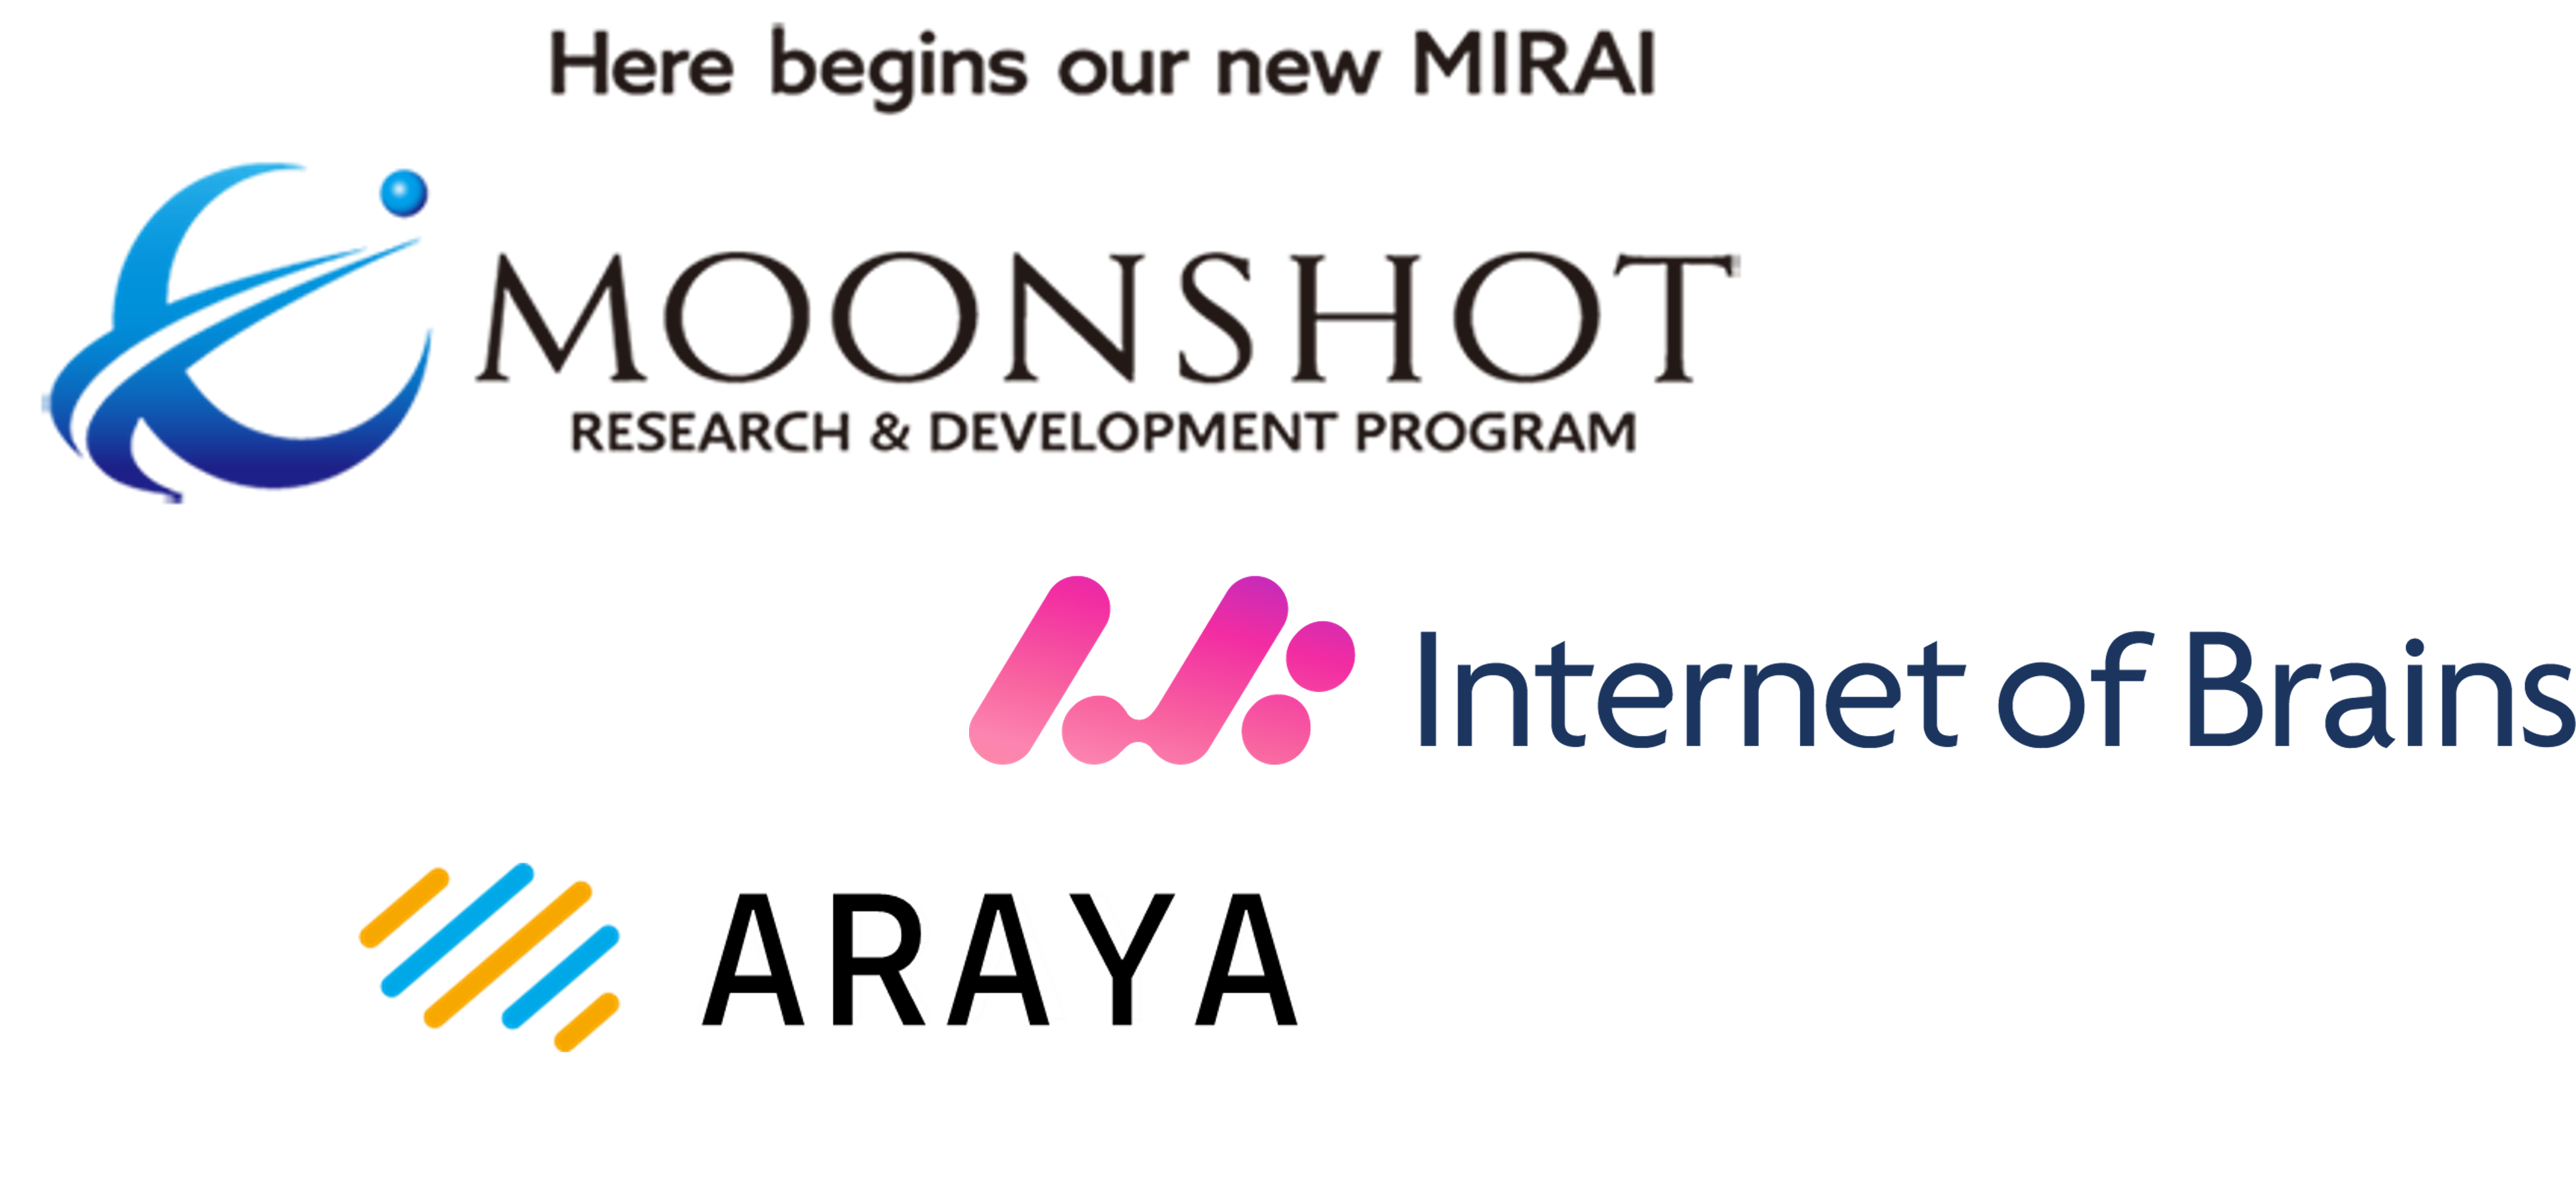 Here begins our new MIRAI
MOONSHOT
RESEARCH & DEVELOPMENT PROGRAM
Internet of Brains
ARAYA